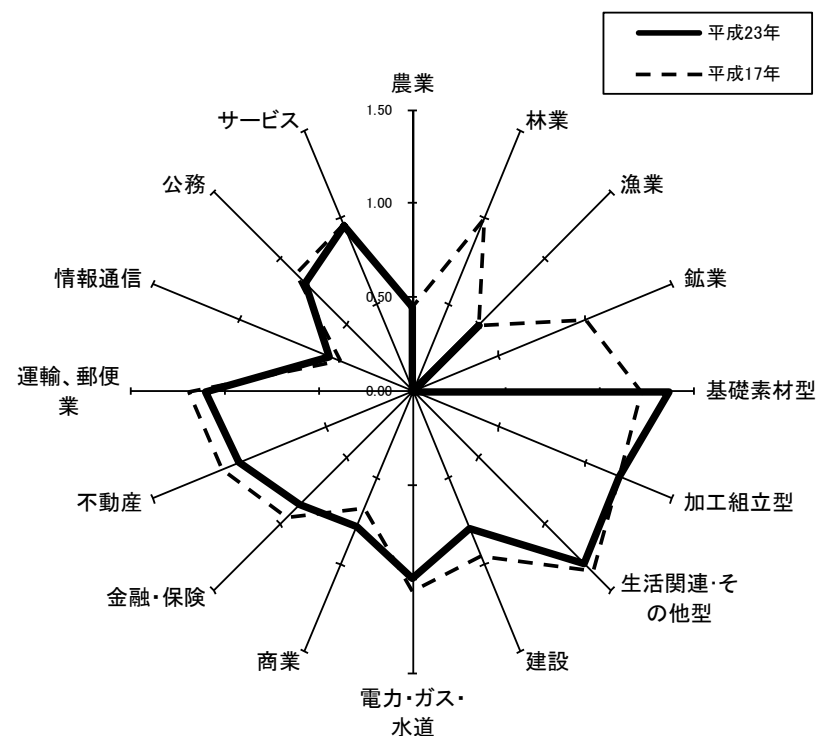 平成23年
平成17年
農業
林業
漁業
鉱業
基礎素材型
加工組立型
生活関連・そ
の他型
建設
電力・ガス・
水道
商業
金融・保険
不動産
運輸、郵便
業
情報通信
公務
サービス
1.50
1.00
0.50
0.00